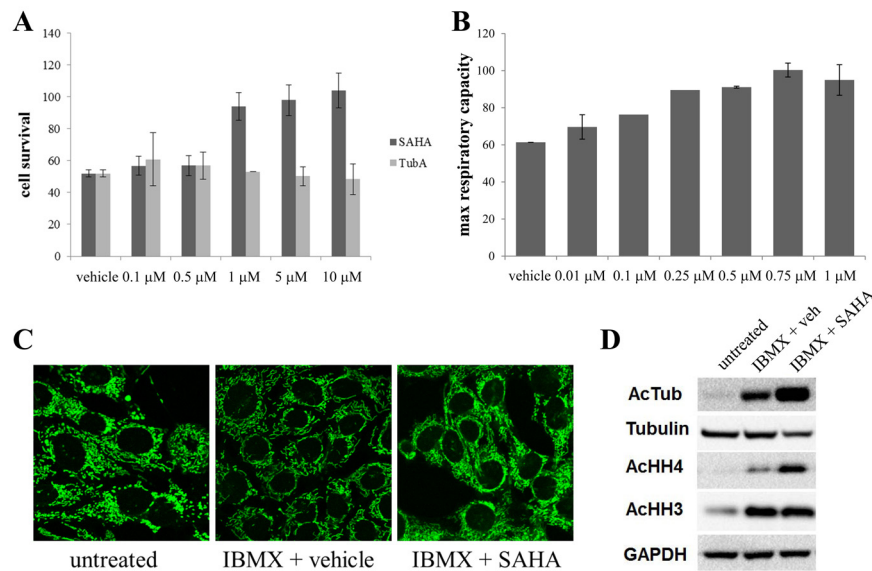 A
140
120
100
80
60
40
20
0
cell survival
vehicle 0.1 µM 0.5 µM 1 µM 5 µM 10 µM
SAHA
TubA
B
120
100
80
60
40
20
0
max respiratory capacity
vehicle 0.01 µM 0.1 µM 0.25 µM 0.5 µM 0.75 µM 1 µM
C
untreated
IBMX + vehicle
IBMX + SAHA
D
untreated
IBMX + veh
IBMX + SAHA
AcTub
Tubulin
AcHH4
AcHH3
GAPDH